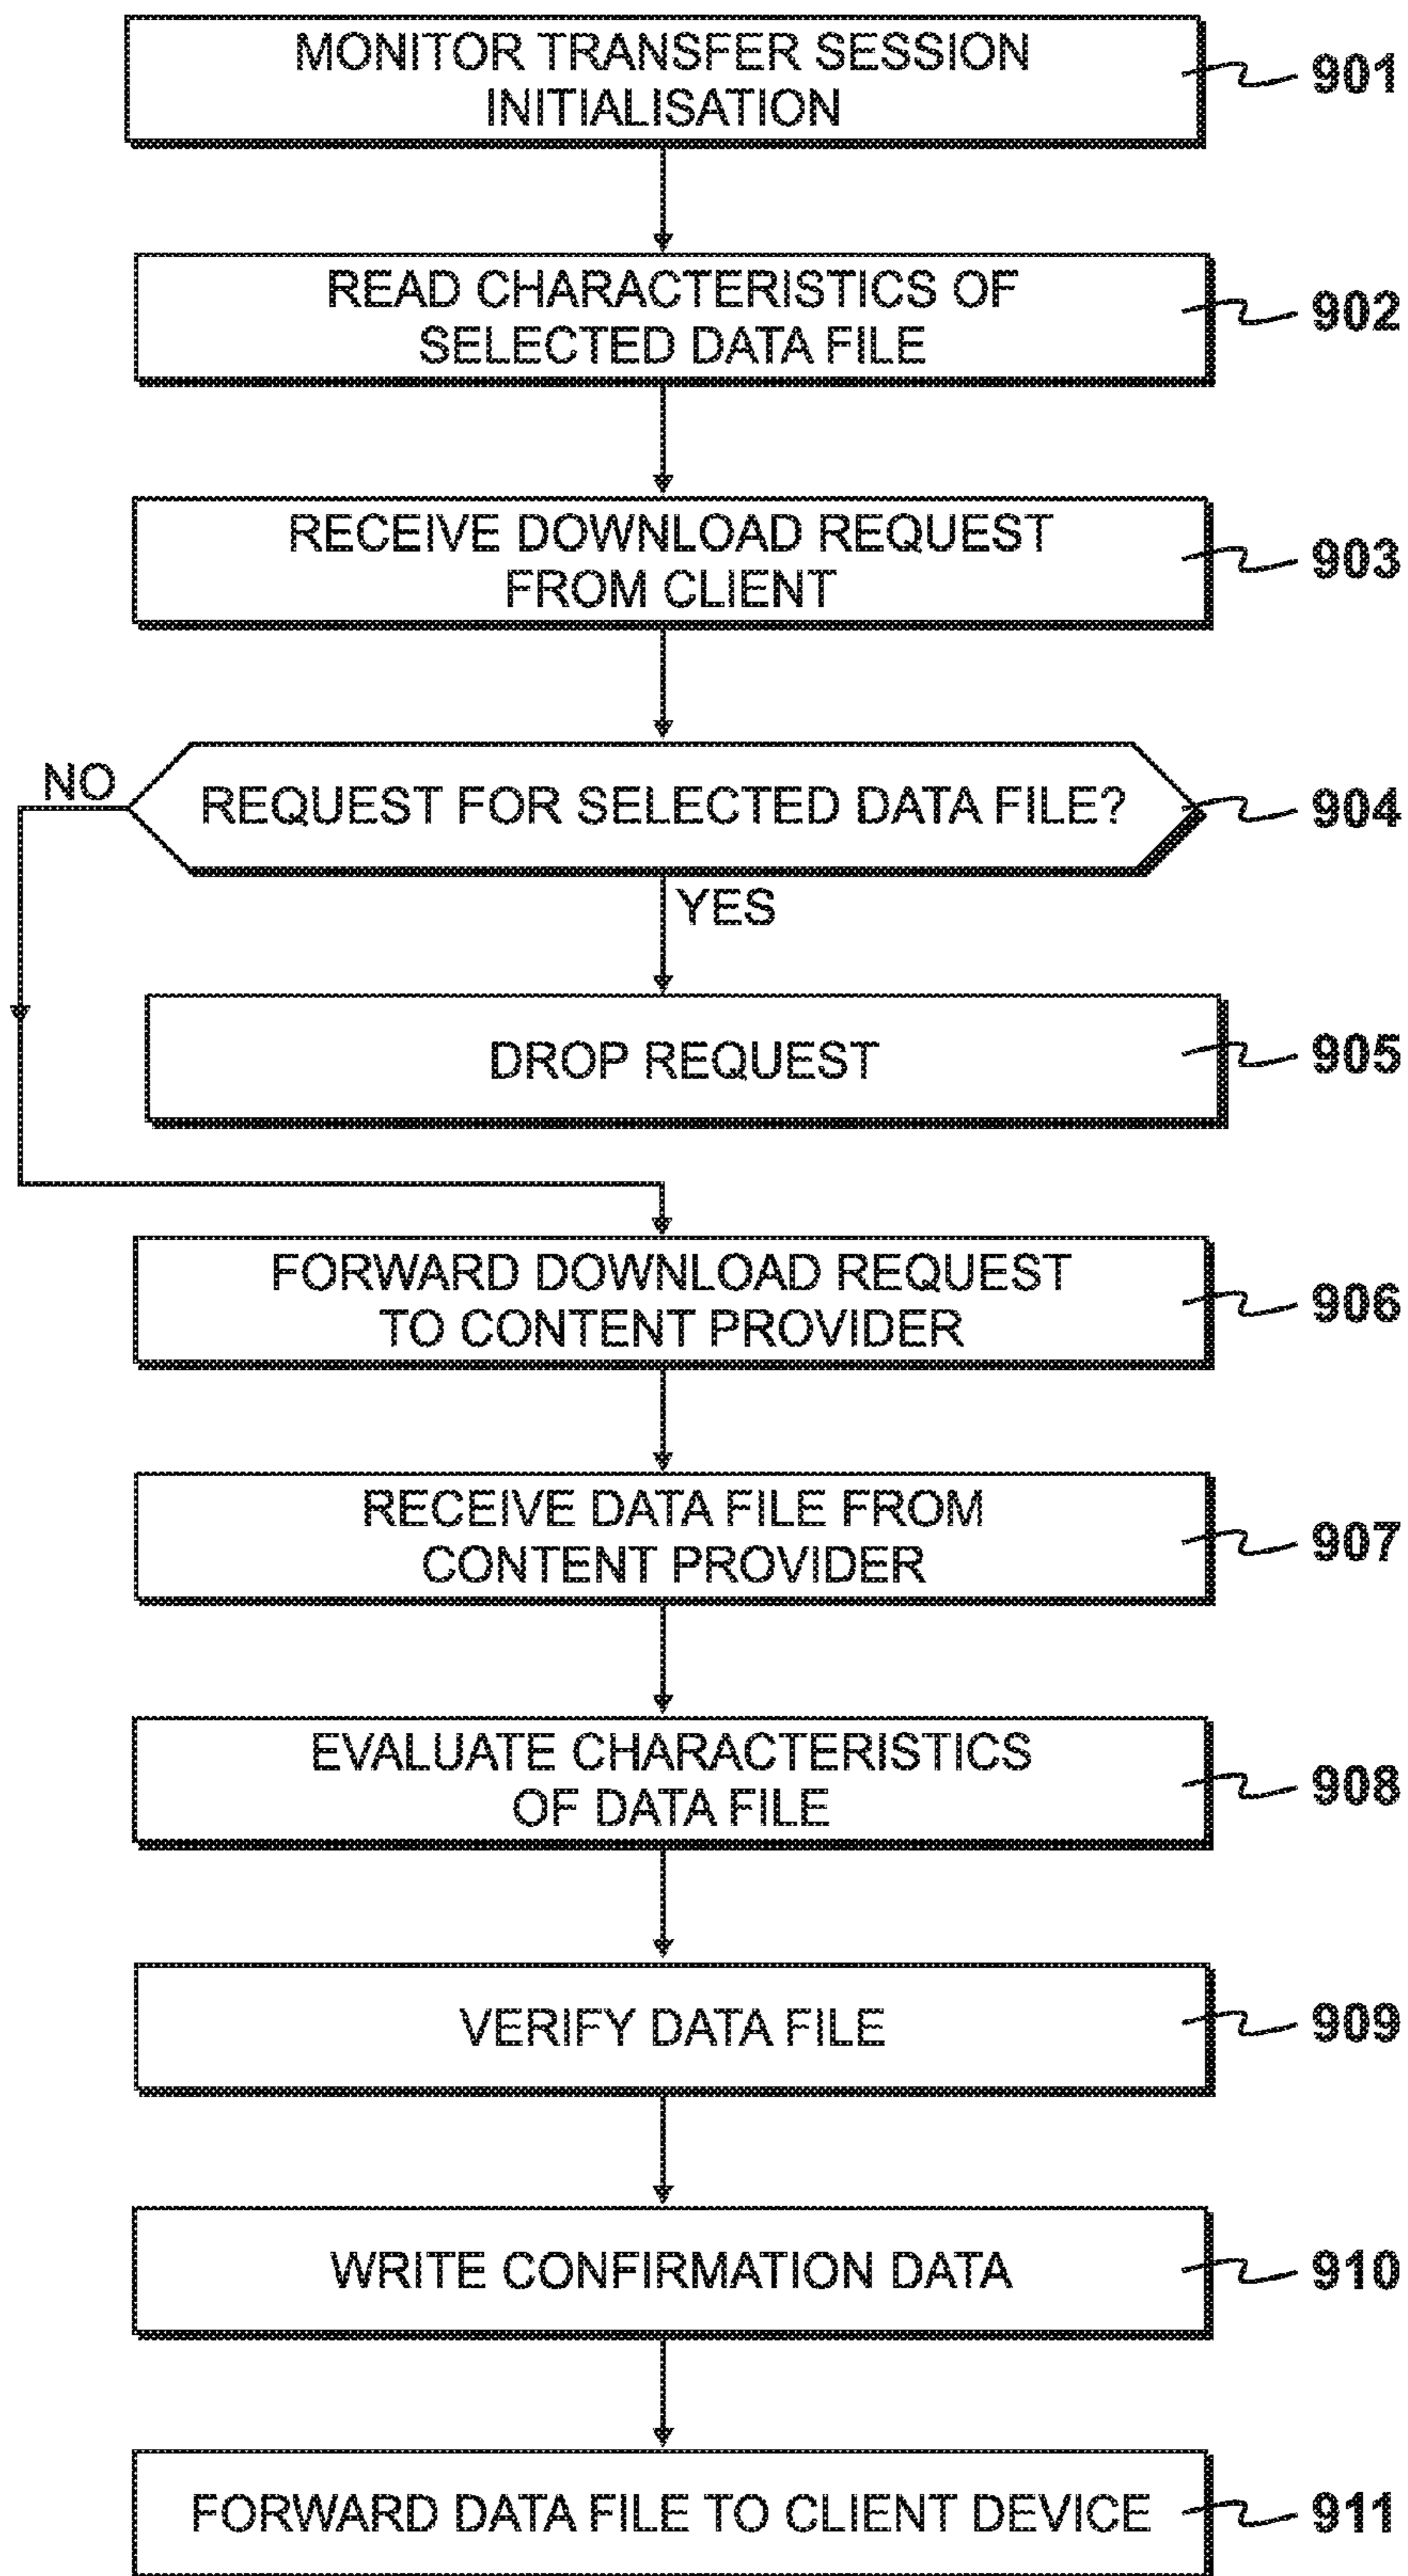 MONITOR TRANSFER SESSION
INITIALISATION
901
READ CHARACTERISTICS OF
SELECTED DATA FILE
902
RECEIVE DOWNLOAD REQUEST
FROM CLIENT
903
NO
REQUEST FOR SELECTED DATA FILE?
904
YES
DROP REQUEST
905
FORWARD DOWNLOAD REQUEST
TO CONTENT PROVIDER
906
RECEIVE DATA FILE FROM
CONTENT PROVIDER
907
EVALUATE CHARACTERISTICS
OF DATA FILE
908
VERIFY DATA FILE
909
WRITE CONFIRMATION DATA
910
FORWARD DATA FILE TO CLIENT DEVICE
911